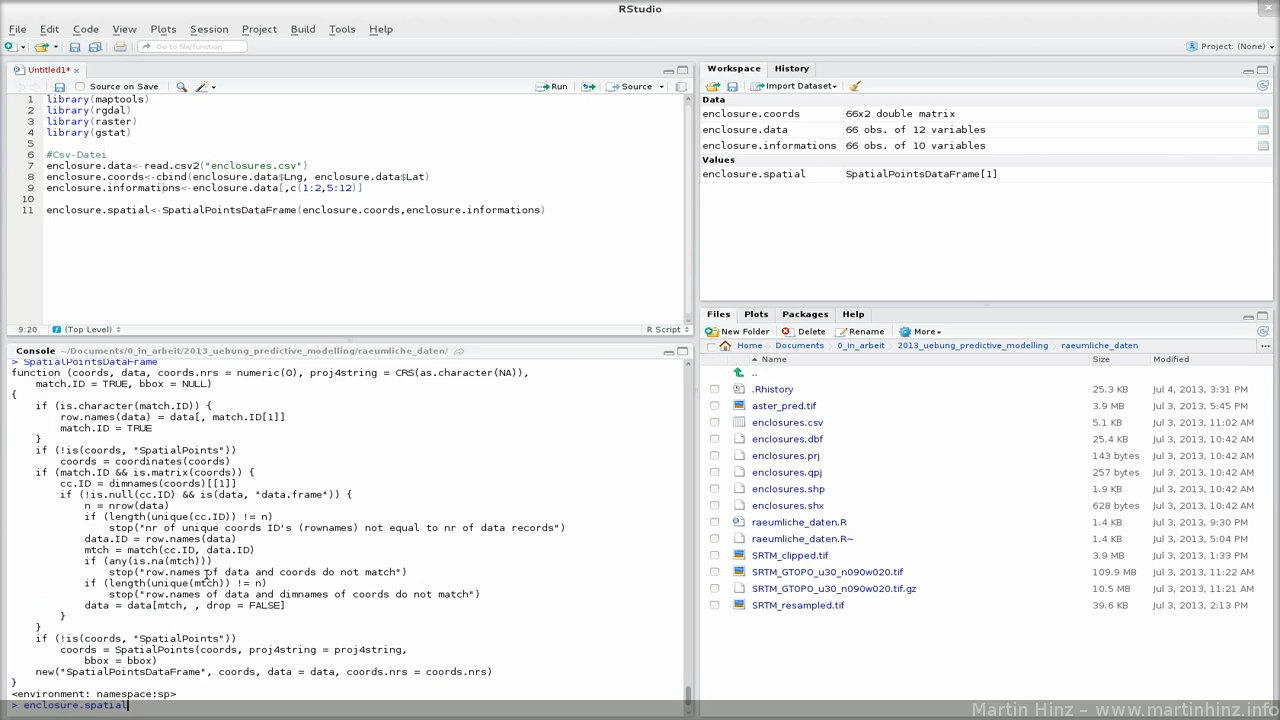 RStudio
File Edit Code View Plots Session Project Build Tools Help
Go to file/function Project: (None)
Untitled1*
Source on Save Run Source
1 library(maptools)
2 library(rgdal)
3 library(raster)
4 library(gstat)
5
6 #Csv-Datei
7 enclosure.data<-read.csv2("enclosures.csv")
8 enclosure.coords<-cbind(enclosure.data$Lng, enclosure.data$Lat)
9 enclosure.informations<-enclosure.data[,c(1:2,5:12)]
10
11 enclosure.spatial<-SpatialPointsDataFrame(enclosure.coords,enclosure.informations)
9:20 (Top Level) R Script
Console ~/Documents/0_in_arbeit/2013_uebung_predictive_modelling/raeumliche_daten/
> SpatialPointsDataFrame
function (coords, data, coords.nrs = numeric(0), proj4string = CRS(as.character(NA)),
match.ID = TRUE, bbox = NULL)
{
if (is.character(match.ID)) {
row.names(data) = data[, match.ID[1]]
match.ID = TRUE
}
if (!is(coords, "SpatialPoints"))
coords = coordinates(coords)
if (match.ID && is.matrix(coords)) {
cc.ID = dimnames(coords)[[1]]
if (!is.null(cc.ID) && is(data, "data.frame")) {
n = nrow(data)
if (length(unique(cc.ID)) != n)
stop("nr of unique coords ID's (rownames) not equal to nr of data records")
data.ID = row.names(data)
mtch = match(cc.ID, data.ID)
if (any(is.na(mtch)))
stop("row.names of data and coords do not match")
if (length(unique(mtch)) != n)
stop("row.names of data and dimnames of coords do not match")
data = data[mtch, , drop = FALSE]
}
}
if (!is(coords, "SpatialPoints"))
coords = SpatialPoints(coords, proj4string = proj4string,
bbox = bbox)
new("SpatialPointsDataFrame", coords, data = data, coords.nrs = coords.nrs)
}
<environment: namespace:sp>
> enclosure.spatial
Workspace History
Import Dataset
Data
enclosure.coords 66x2 double matrix
enclosure.data 66 obs. of 12 variables
enclosure.informations 66 obs. of 10 variables
Values
enclosure.spatial SpatialPointsDataFrame[1]
Files Plots Packages Help
New Folder Delete Rename More
Home Documents 0_in_arbeit 2013_uebung_predictive_modelling raeumliche_daten ...
Name Size Modified
..
.Rhistory 25.3 KB Jul 4, 2013, 3:31 PM
aster_pred.tif 3.9 MB Jul 3, 2013, 5:45 PM
enclosures.csv 5.1 KB Jul 3, 2013, 11:02 AM
enclosures.dbf 25.4 KB Jul 3, 2013, 10:42 AM
enclosures.prj 143 bytes Jul 3, 2013, 10:42 AM
enclosures.qpj 257 bytes Jul 3, 2013, 10:42 AM
enclosures.shp 1.9 KB Jul 3, 2013, 10:42 AM
enclosures.shx 628 bytes Jul 3, 2013, 10:42 AM
raeumliche_daten.R 1.4 KB Jul 3, 2013, 9:30 PM
raeumliche_daten.R~ 1.4 KB Jul 3, 2013, 5:04 PM
SRTM_clipped.tif 3.9 MB Jul 3, 2013, 1:33 PM
SRTM_GTOPO_u30_n090w020.tif 109.9 MB Jul 3, 2013, 11:22 AM
SRTM_GTOPO_u30_n090w020.tif.gz 10.5 MB Jul 3, 2013, 11:21 AM
SRTM_resampled.tif 39.6 KB Jul 3, 2013, 2:13 PM
Martin Hinz - www.martinhinz.info